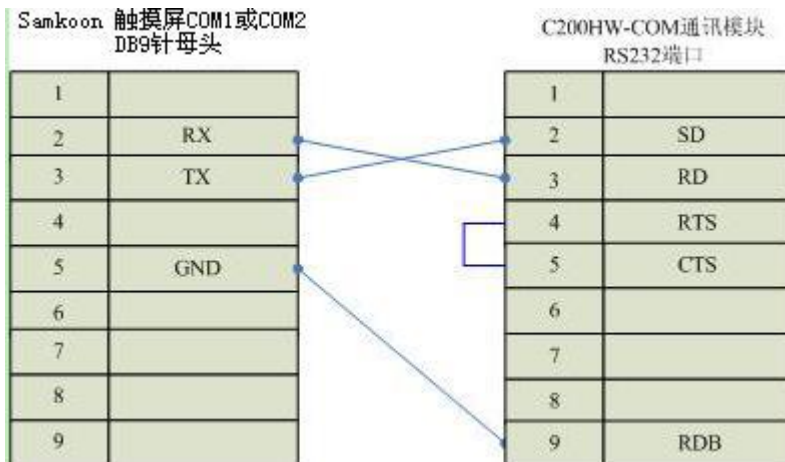 Samkoon 触摸屏COM1或COM2
DB9针母头
C200HW-COM通讯模块
RS232端口
1
2 RX
3 TX
4
5 GND
6
7
8
9
1
2 SD
3 RD
4 RTS
5 CTS
6
7
8
9 RDB